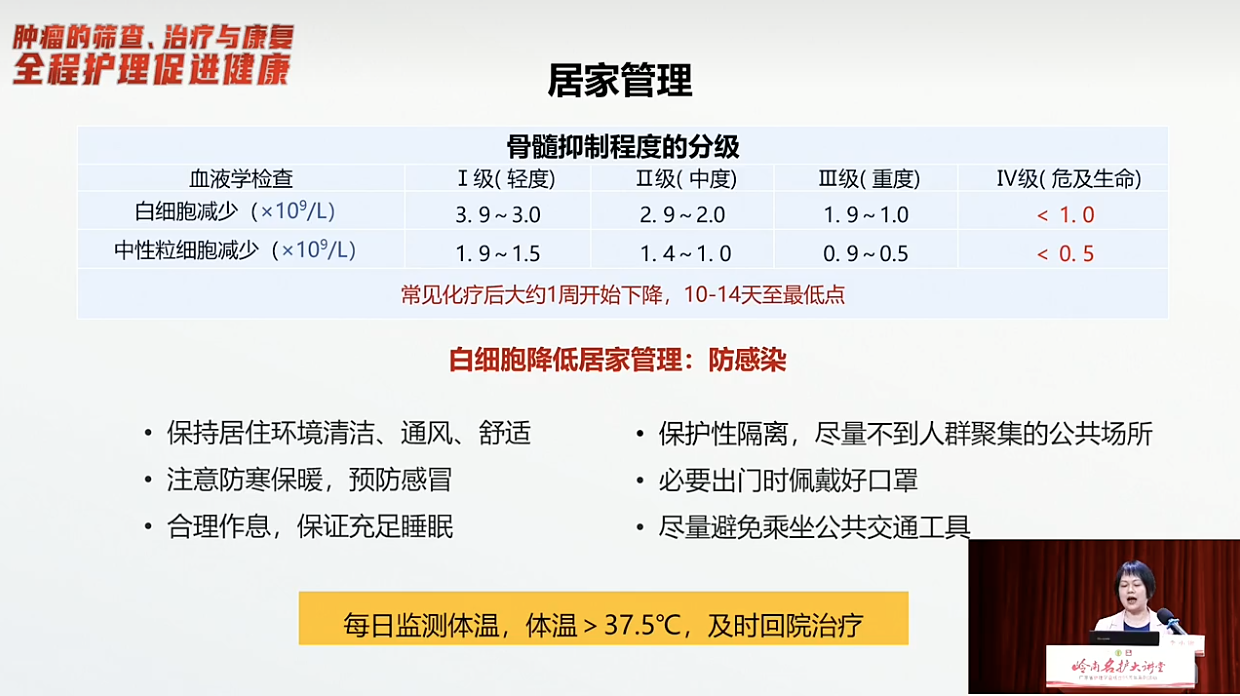 肿瘤的筛查、治疗与康复
全程护理促进健康
居家管理
骨髓抑制程度的分级
血液学检查 Ⅰ级(轻度) Ⅱ级(中度) Ⅲ级(重度) Ⅳ级(危及生命)
白细胞减少（×10⁹/L） 3.9~3.0 2.9~2.0 1.9~1.0 < 1.0
中性粒细胞减少（×10⁹/L） 1.9~1.5 1.4~1.0 0.9~0.5 < 0.5
常见化疗后大约1周开始下降，10-14天至最低点
白细胞降低居家管理：防感染
• 保持居住环境清洁、通风、舒适
• 注意防寒保暖，预防感冒
• 合理作息，保证充足睡眠
• 保护性隔离，尽量不到人群聚集的公共场所
• 必要出门时佩戴好口罩
• 尽量避免乘坐公共交通工具
每日监测体温，体温＞37.5℃，及时回院治疗
岭南名护大讲堂